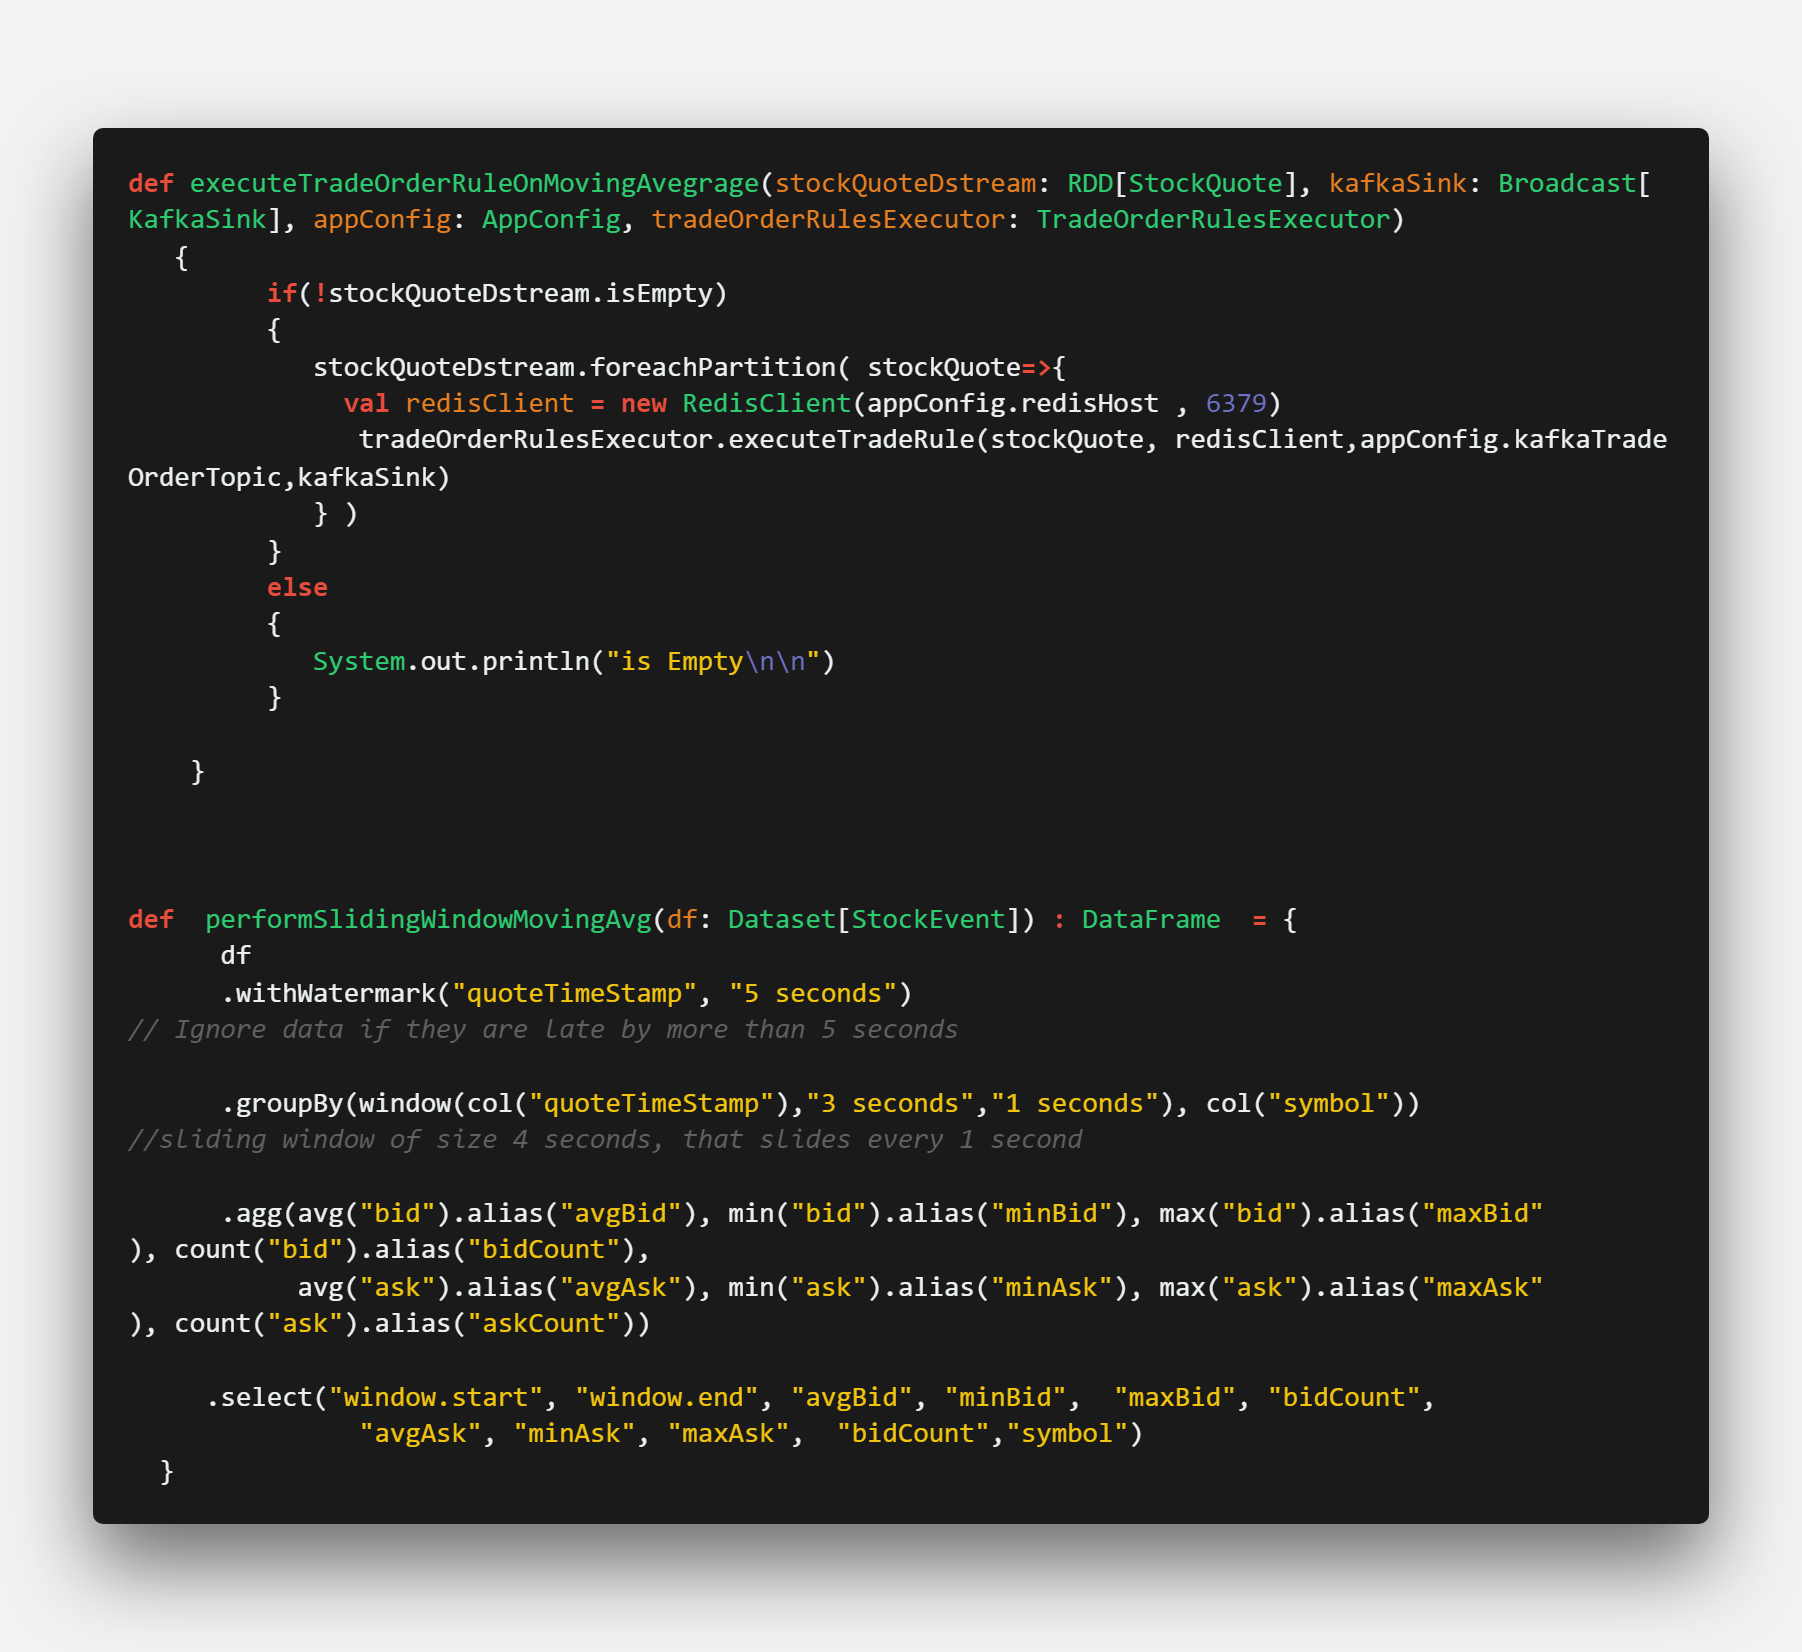 def executeTradeOrderRuleOnMovingAvegrage(stockQuoteDstream: RDD[StockQuote], kafkaSink: Broadcast[
KafkaSink], appConfig: AppConfig, tradeOrderRulesExecutor: TradeOrderRulesExecutor)
   {
         if(!stockQuoteDstream.isEmpty)
         {
            stockQuoteDstream.foreachPartition( stockQuote=>{
              val redisClient = new RedisClient(appConfig.redisHost , 6379)
               tradeOrderRulesExecutor.executeTradeRule(stockQuote, redisClient,appConfig.kafkaTrade
OrderTopic,kafkaSink)
            } )
         }
         else
         {
            System.out.println("is Empty\n\n")
         }
    }
def  performSlidingWindowMovingAvg(df: Dataset[StockEvent]) : DataFrame  = {
      df
      .withWatermark("quoteTimeStamp", "5 seconds")
// Ignore data if they are late by more than 5 seconds
      .groupBy(window(col("quoteTimeStamp"),"3 seconds","1 seconds"), col("symbol"))
//sliding window of size 4 seconds, that slides every 1 second
      .agg(avg("bid").alias("avgBid"), min("bid").alias("minBid"), max("bid").alias("maxBid"
), count("bid").alias("bidCount"),
           avg("ask").alias("avgAsk"), min("ask").alias("minAsk"), max("ask").alias("maxAsk"
), count("ask").alias("askCount"))
     .select("window.start", "window.end", "avgBid", "minBid",  "maxBid", "bidCount",
               "avgAsk", "minAsk", "maxAsk",  "bidCount","symbol")
  }